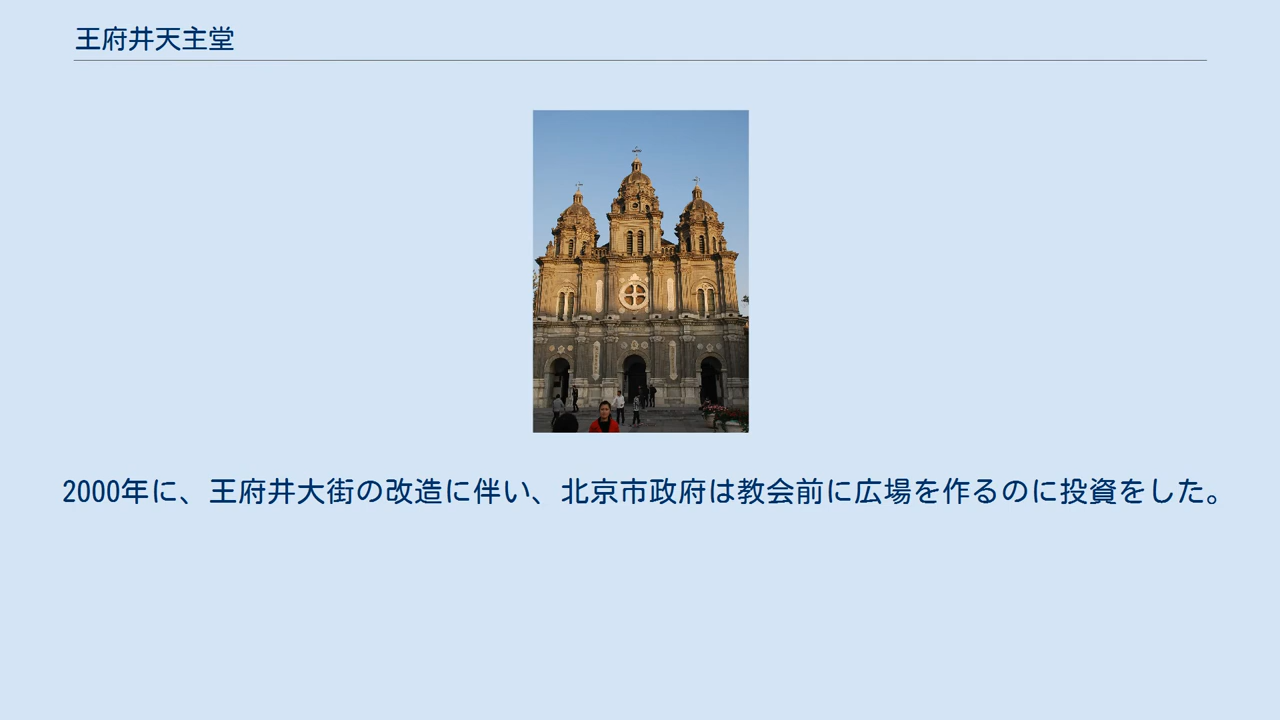 王府井天主堂
2000年に、王府井大街の改造に伴い、北京市政府は教会前に広場を作るのに投資をした。